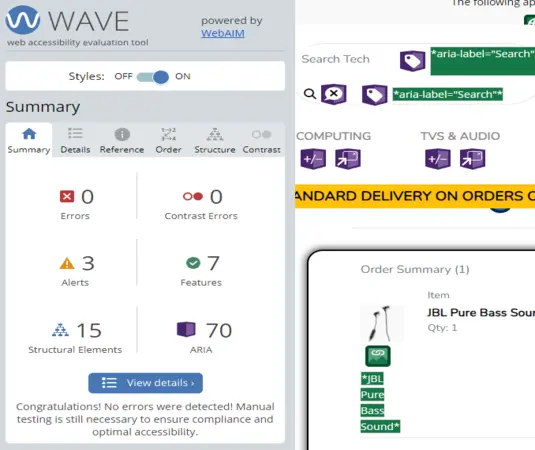 WAVE
powered by
WebAIM
web accessibility evaluation tool
Styles: OFF ON
Summary
Summary Details Reference Order Structure Contrast
0 0
Errors Contrast Errors
3 7
Alerts Features
15 70
Structural Elements ARIA
View details ›
Congratulations! No errors were detected! Manual
testing is still necessary to ensure compliance and
optimal accessibility.
The following ap
Search Tech
*aria-label="Search"
*aria-label="Search"*
COMPUTING TVS & AUDIO
+/- +/-
ANDARD DELIVERY ON ORDERS O
Order Summary (1)
Item
JBL Pure Bass Soun
Qty: 1
*JBL
Pure
Bass
Sound*